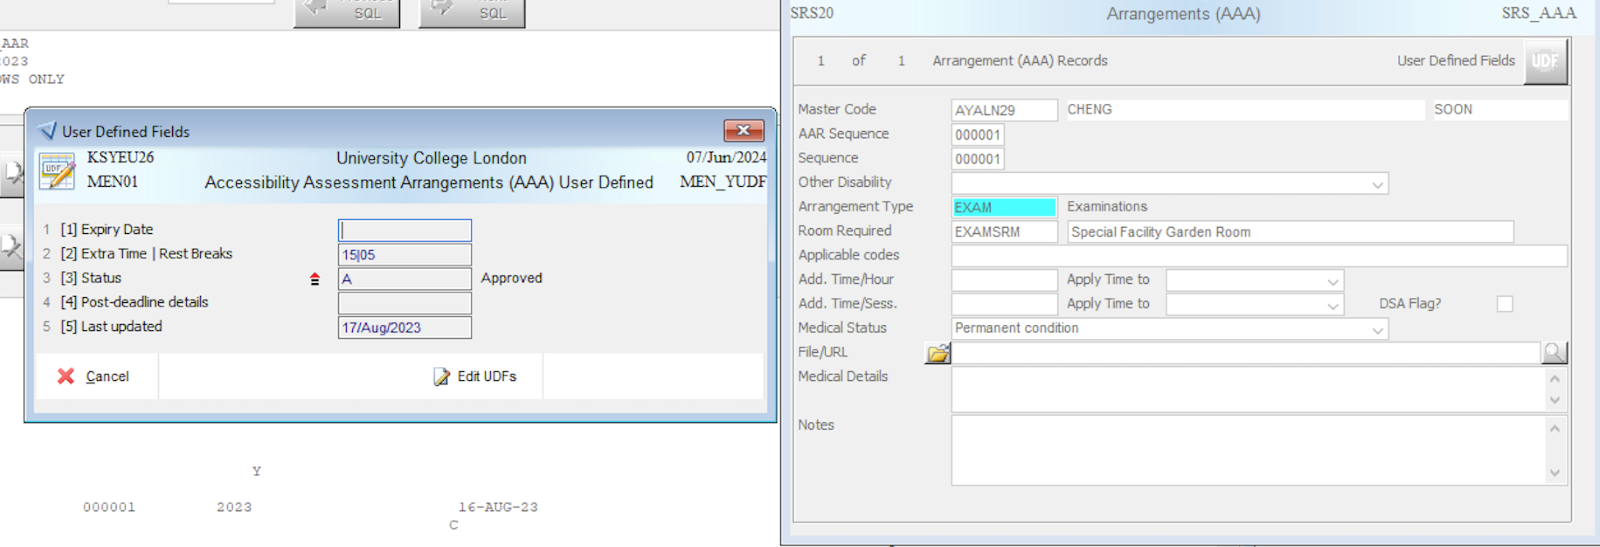 SQL
SQL
_AAR
2023
OWS ONLY
User Defined Fields
KSYEU26 University College London 07/Jun/2024
MEN01 Accessibility Assessment Arrangements (AAA) User Defined MEN_YUDF
1 [1] Expiry Date
2 [2] Extra Time | Rest Breaks 15|05
3 [3] Status A Approved
4 [4] Post-deadline details
5 [5] Last updated 17/Aug/2023
Cancel Edit UDFs
Y
000001 2023 16-AUG-23
C
SRS20 Arrangements (AAA) SRS_AAA
1 of 1 Arrangement (AAA) Records User Defined Fields UDF
Master Code AYALN29 CHENG SOON
AAR Sequence 000001
Sequence 000001
Other Disability
Arrangement Type EXAM Examinations
Room Required EXAMSRM Special Facility Garden Room
Applicable codes
Add. Time/Hour Apply Time to
Add. Time/Sess. Apply Time to DSA Flag?
Medical Status Permanent condition
File/URL
Medical Details
Notes